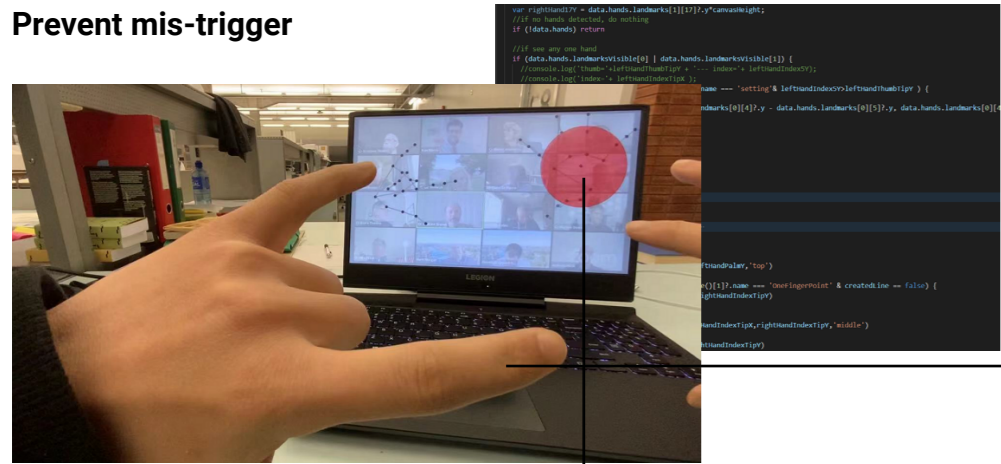 Prevent mis-trigger
var rightHand17Y = data.hands.landmarks[1][17]?.y*canvasHeight;
//if no hands detected, do nothing
if (!data.hands) return
//if see any one hand
if (data.hands.landmarksVisible[0] | data.hands.landmarksVisible[1]) {
//console.log('thumb='+leftHandThumbTipY + '--- index='+ leftHandIndex5Y);
//console.log('index-'+ leftHandIndexTipX );
name === 'setting'& leftHandIndex5Y>leftHandThumbTipY ) {
ndmarks[0][4]?.y - data.hands.landmarks[0][5]?.y, data.hands.landmarks[0][4
ftHandPalmY,'top')
e()[1]?.name === 'OneFingerPoint' & createdLine == false) {
ightHandIndexTipY)
HandIndexTipX,rightHandIndexTipY,'middle')
htHandIndexTipY)
LEGION